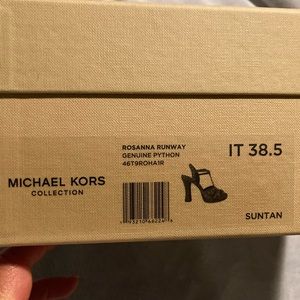 ROSANNA RUNWAY
GENUINE PYTHON
46T9ROHA1R
IT 38.5
MICHAEL KORS
COLLECTION
SUNTAN